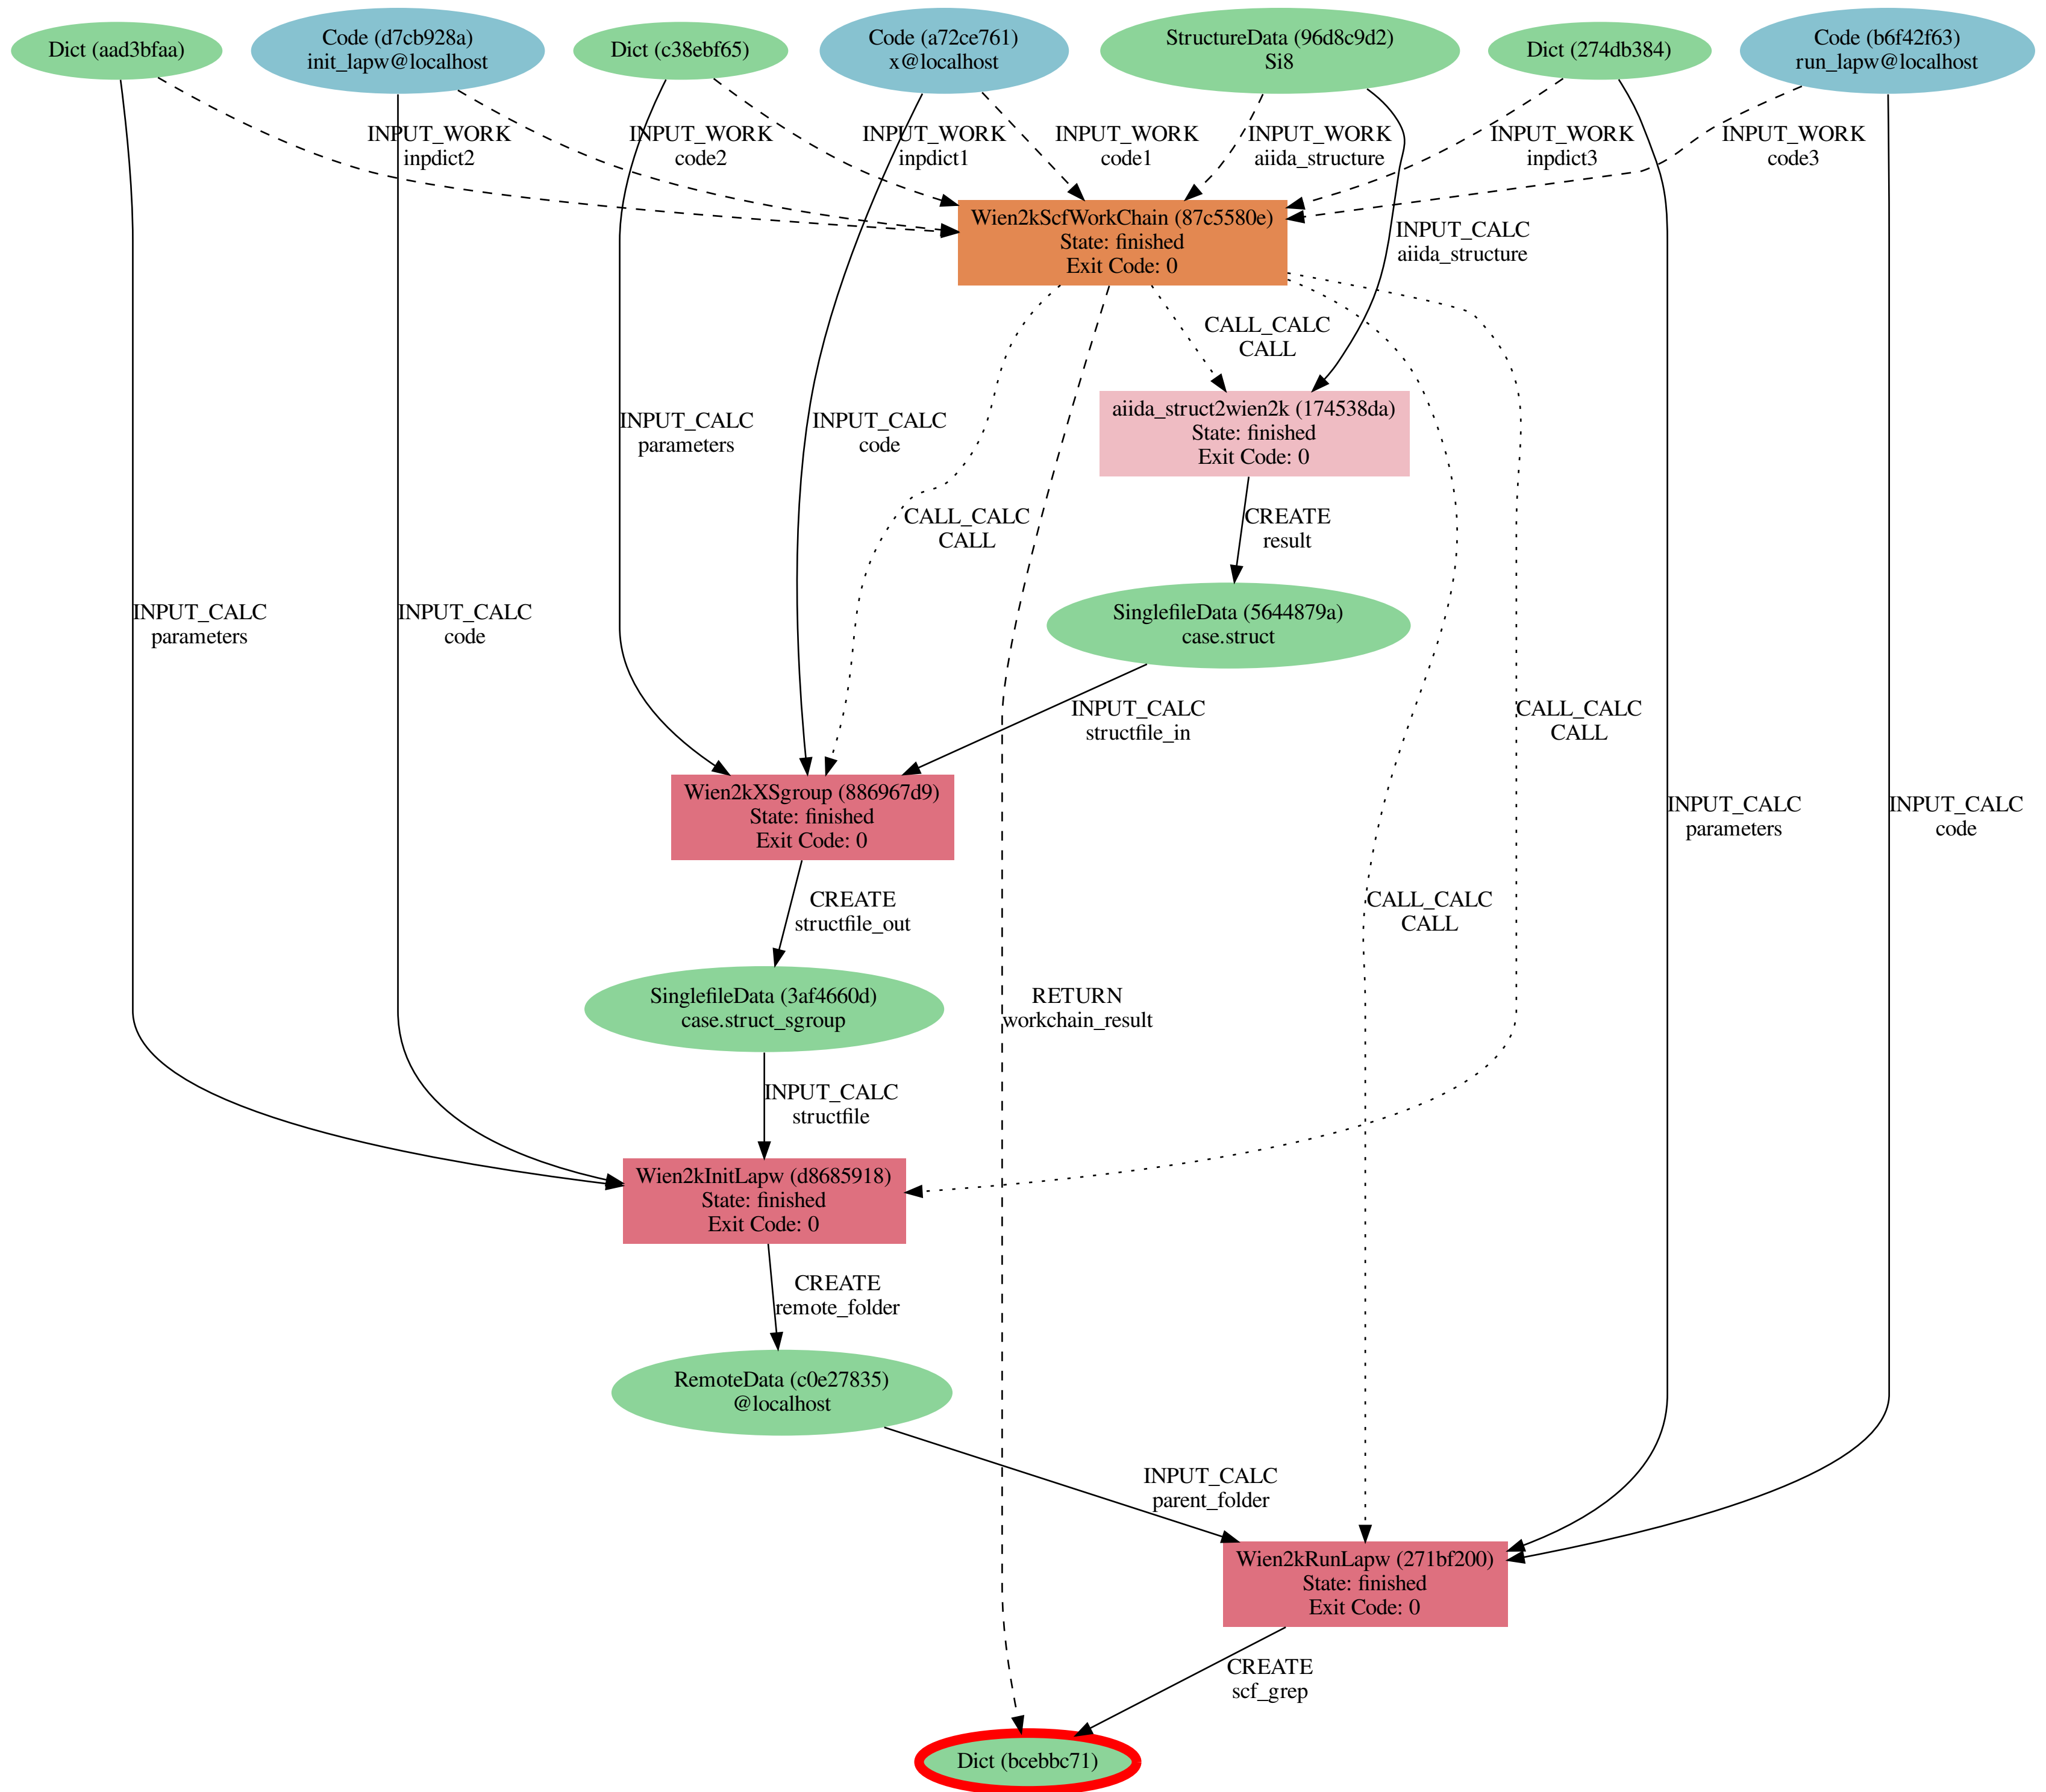 Dict (aad3bfaa)
Code (d7cb928a)
init_lapw@localhost
Dict (c38ebf65)
Code (a72ce761)
x@localhost
StructureData (96d8c9d2)
Si8
Dict (274db384)
Code (b6f42f63)
run_lapw@localhost
INPUT_WORK
inpdict2
INPUT_WORK
code2
INPUT_WORK
inpdict1
INPUT_WORK
code1
INPUT_WORK
aiida_structure
INPUT_WORK
inpdict3
INPUT_WORK
code3
Wien2kScfWorkChain (87c5580e)
State: finished
Exit Code: 0
INPUT_CALC
aiida_structure
CALL_CALC
CALL
INPUT_CALC
parameters
INPUT_CALC
code
aiida_struct2wien2k (174538da)
State: finished
Exit Code: 0
CALL_CALC
CALL
CREATE
result
INPUT_CALC
parameters
INPUT_CALC
code
SinglefileData (5644879a)
case.struct
INPUT_CALC
structfile_in
CALL_CALC
CALL
Wien2kXSgroup (886967d9)
State: finished
Exit Code: 0
INPUT_CALC
parameters
INPUT_CALC
code
CREATE
structfile_out
CALL_CALC
CALL
SinglefileData (3af4660d)
case.struct_sgroup
RETURN
workchain_result
INPUT_CALC
structfile
Wien2kInitLapw (d8685918)
State: finished
Exit Code: 0
CREATE
remote_folder
RemoteData (c0e27835)
@localhost
INPUT_CALC
parent_folder
Wien2kRunLapw (271bf200)
State: finished
Exit Code: 0
CREATE
scf_grep
Dict (bcebbc71)